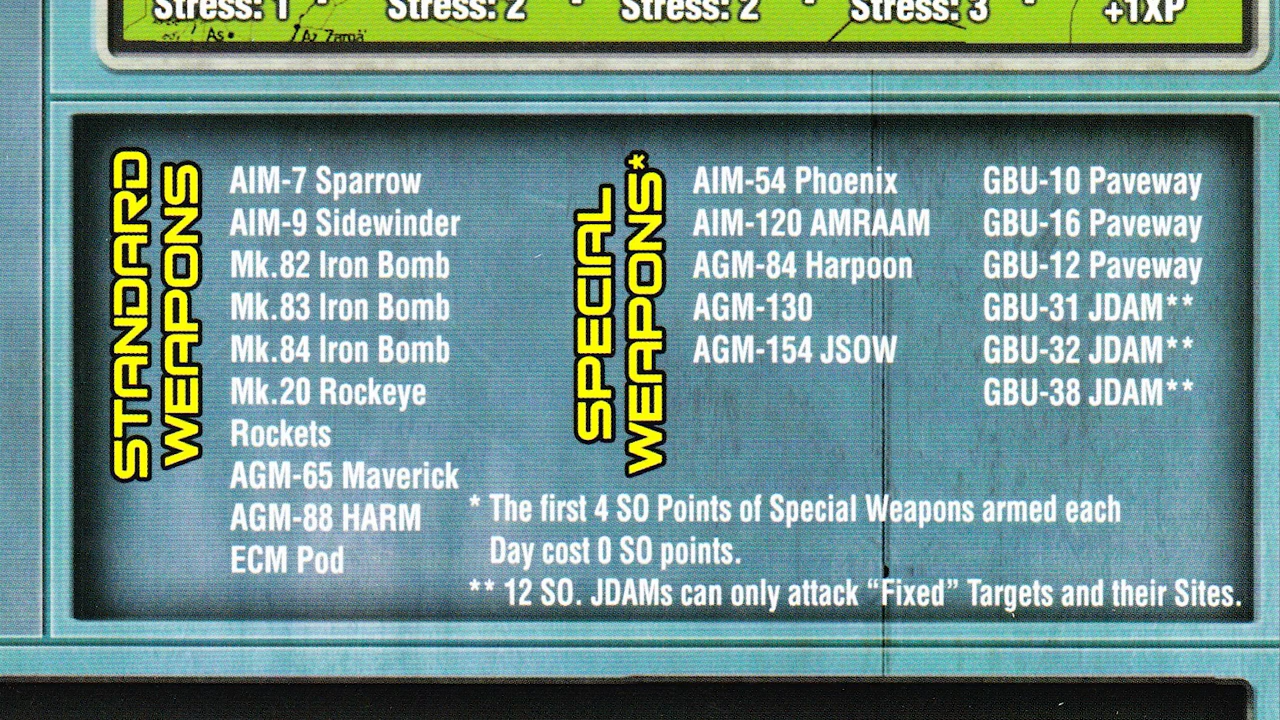 Stress: 1 • Stress: 2 • Stress: 2 • Stress: 3 • +1XP
As
Az Zarqa'
STANDARD
WEAPONS
AIM-7 Sparrow
AIM-9 Sidewinder
Mk.82 Iron Bomb
Mk.83 Iron Bomb
Mk.84 Iron Bomb
Mk.20 Rockeye
Rockets
AGM-65 Maverick
AGM-88 HARM
ECM Pod
SPECIAL
WEAPONS*
AIM-54 Phoenix
AIM-120 AMRAAM
AGM-84 Harpoon
AGM-130
AGM-154 JSOW
GBU-10 Paveway
GBU-16 Paveway
GBU-12 Paveway
GBU-31 JDAM**
GBU-32 JDAM**
GBU-38 JDAM**
* The first 4 SO Points of Special Weapons armed each
Day cost 0 SO points.
** 12 SO. JDAMs can only attack “Fixed” Targets and their Sites.